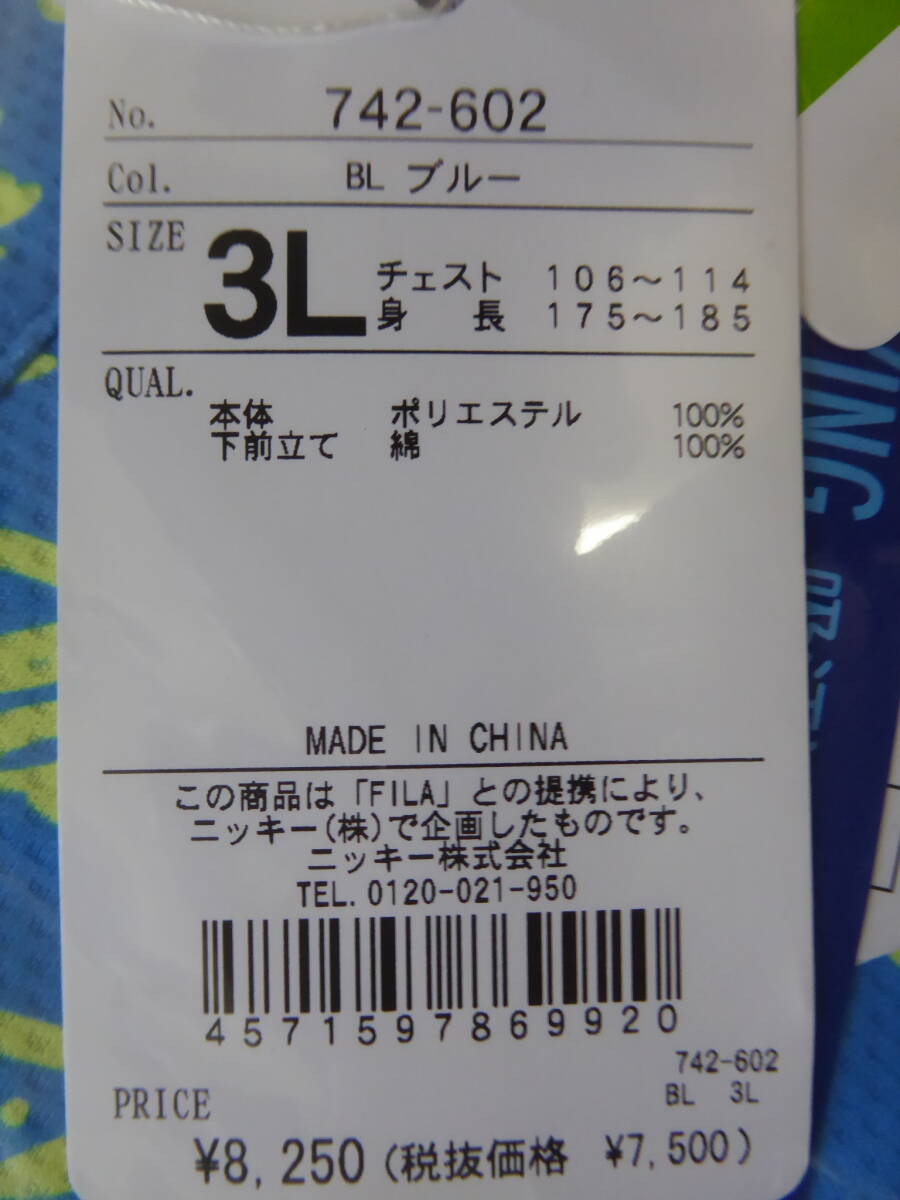 No. 742-602
Col. BL ブルー
SIZE 3L チェスト 106～114
身長 175～185
QUAL.
本体 ポリエステル 100%
下前立て 綿 100%
MADE IN CHINA
この商品は「FILA」との提携により、
ニッキー(株)で企画したものです。
ニッキー株式会社
TEL. 0120-021-950
4571597869920
742-602
BL 3L
PRICE
¥8,250 (税抜価格 ¥7,500)